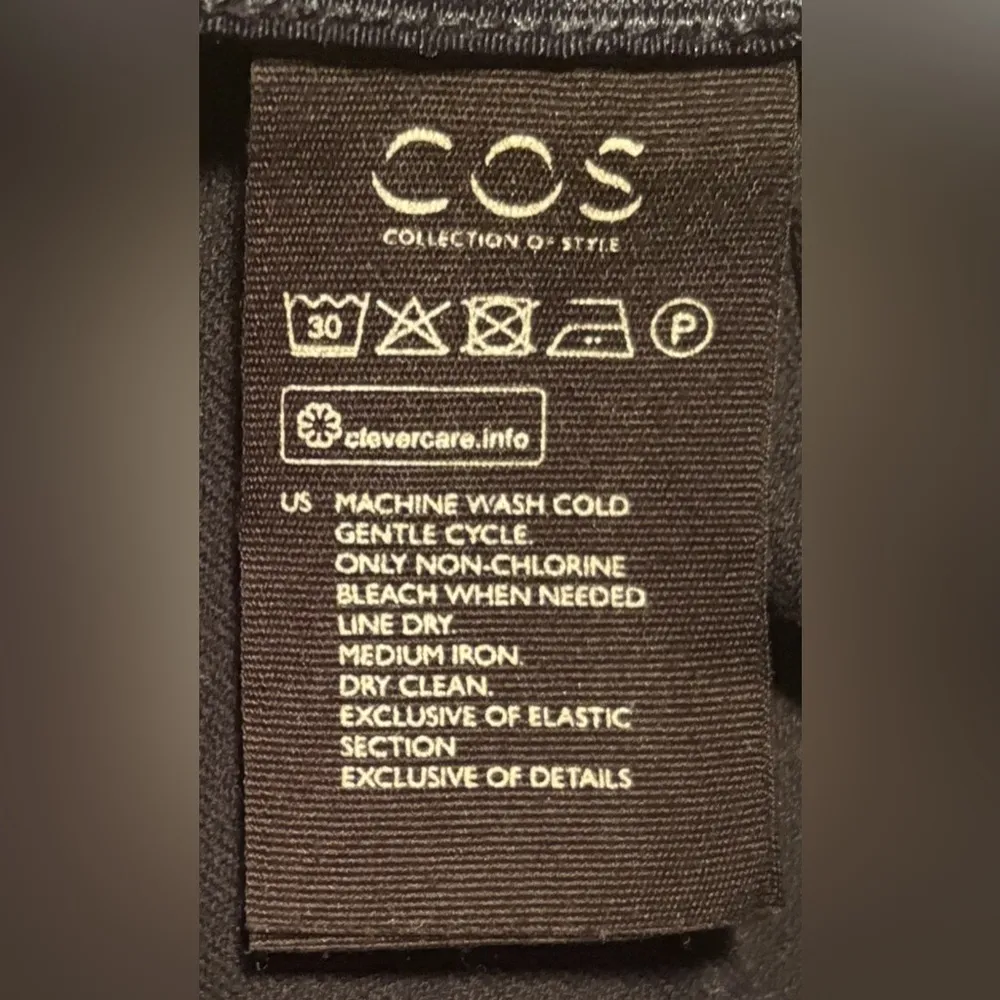 COS
COLLECTION OF STYLE
30 P
clevercare.info
US MACHINE WASH COLD
GENTLE CYCLE.
ONLY NON-CHLORINE
BLEACH WHEN NEEDED
LINE DRY.
MEDIUM IRON.
DRY CLEAN.
EXCLUSIVE OF ELASTIC
SECTION
EXCLUSIVE OF DETAILS